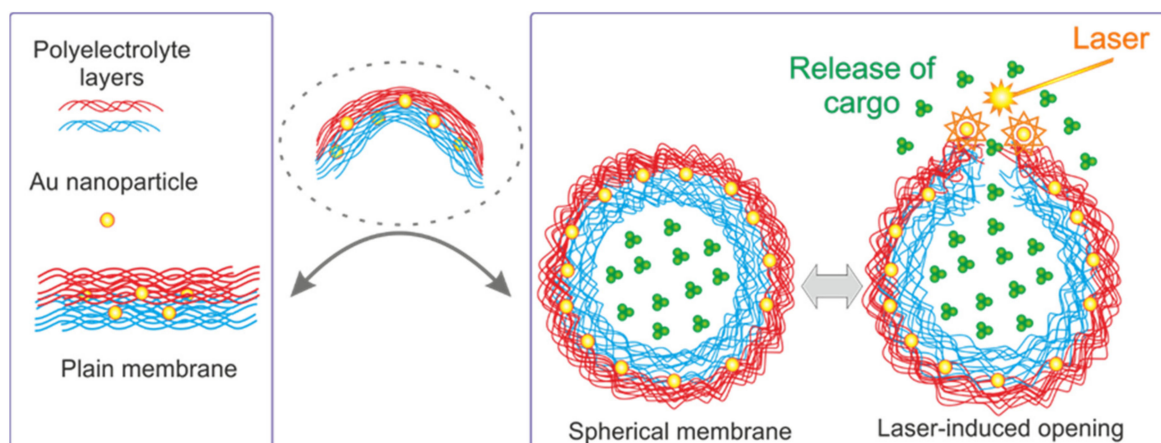 Polyelectrolyte
layers
Au nanoparticle
Plain membrane
Laser
Release of
cargo
Spherical membrane
Laser-induced opening